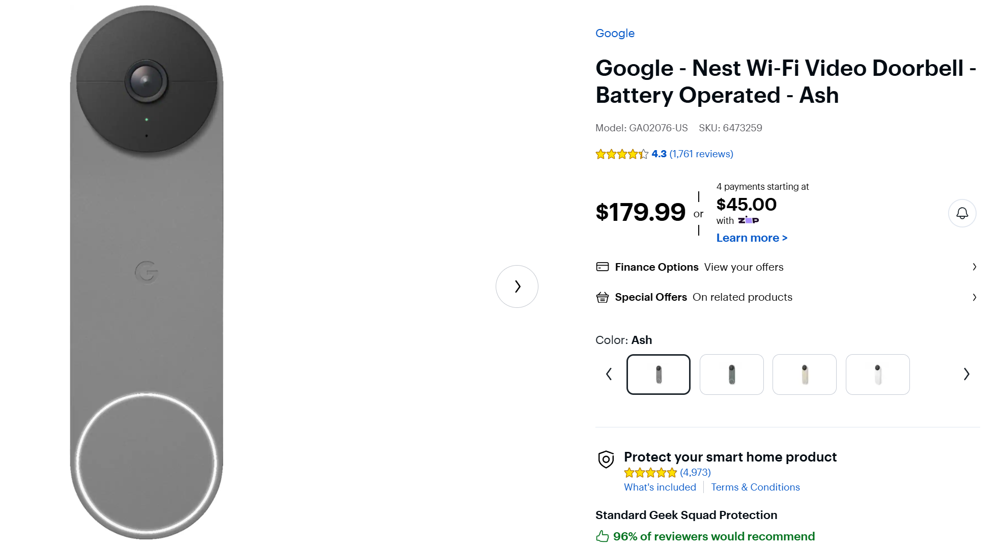 Google
Google - Nest Wi-Fi Video Doorbell -
Battery Operated - Ash
Model: GA02076-US SKU: 6473259
4.3 (1,761 reviews)
$179.99
or
4 payments starting at
$45.00
with ZIP
Learn more >
Finance Options View your offers
Special Offers On related products
Color: Ash
Protect your smart home product
(4,973)
What's included
Terms & Conditions
Standard Geek Squad Protection
96% of reviewers would recommend
G